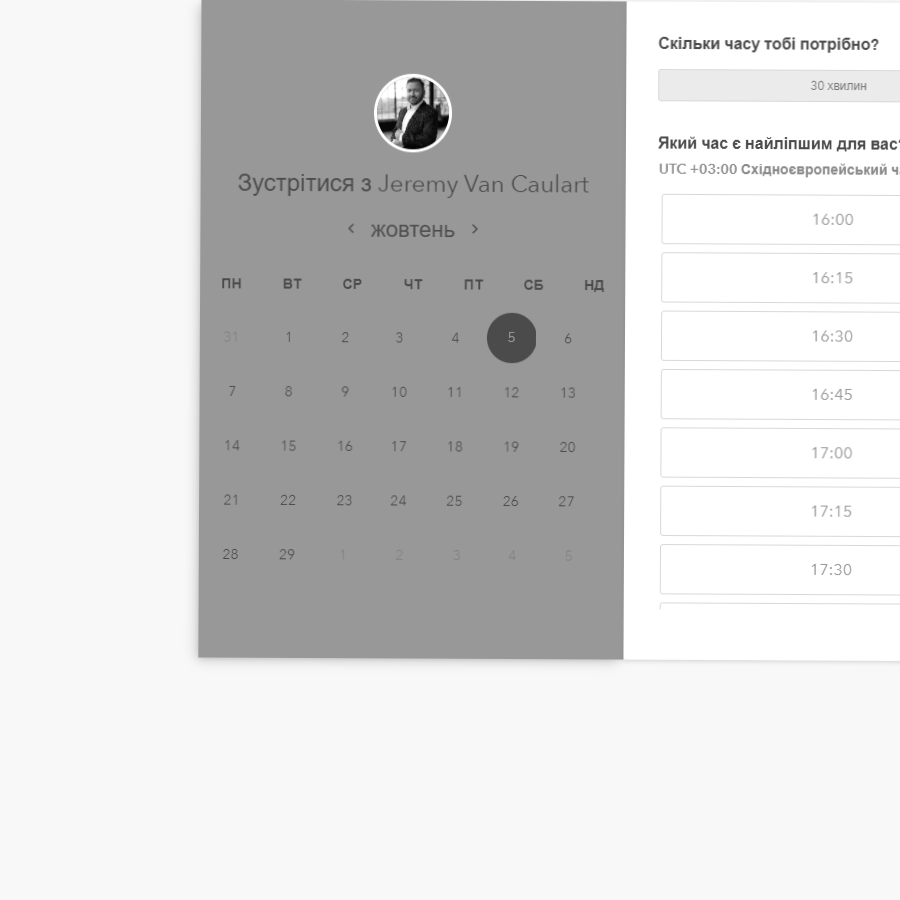 Зустрітися з Jeremy Van Caulart
жовтень
ПН ВТ СР ЧТ ПТ СБ НД
31 1 2 3 4 5 6
7 8 9 10 11 12 13
14 15 16 17 18 19 20
21 22 23 24 25 26 27
28 29 1 2 3 4 5
Скільки часу тобі потрібно?
30 хвилин
Який час є найліпшим для вас?
UTC +03:00 Східноєвропейський
16:00
16:15
16:30
16:45
17:00
17:15
17:30